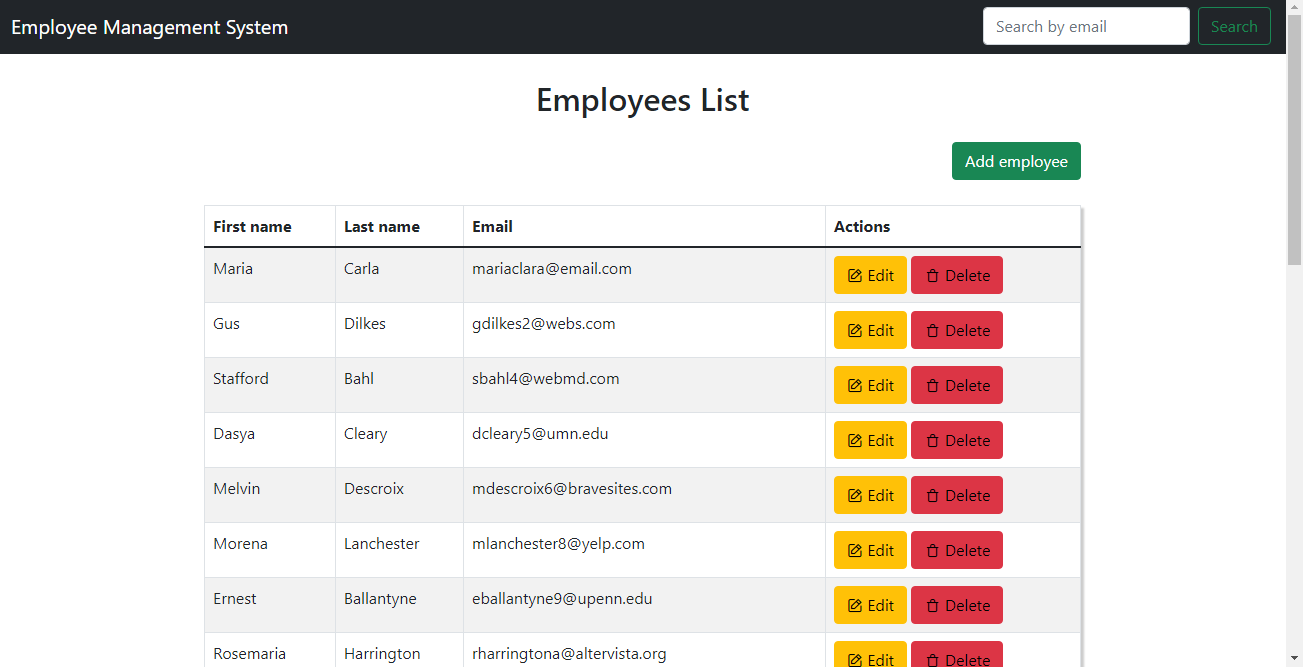 Employee Management System Search by email Search
Employees List
Add employee
First name Last name Email Actions
Maria Carla mariaclara@email.com Edit Delete
Gus Dilkes gdilkes2@webs.com Edit Delete
Stafford Bahl sbahl4@webmd.com Edit Delete
Dasya Cleary dcleary5@umn.edu Edit Delete
Melvin Descroix mdescroix6@bravesites.com Edit Delete
Morena Lanchester mlanchester8@yelp.com Edit Delete
Ernest Ballantyne eballantyne9@upenn.edu Edit Delete
Rosemaria Harrington rharringtona@altervista.org Edit Delete